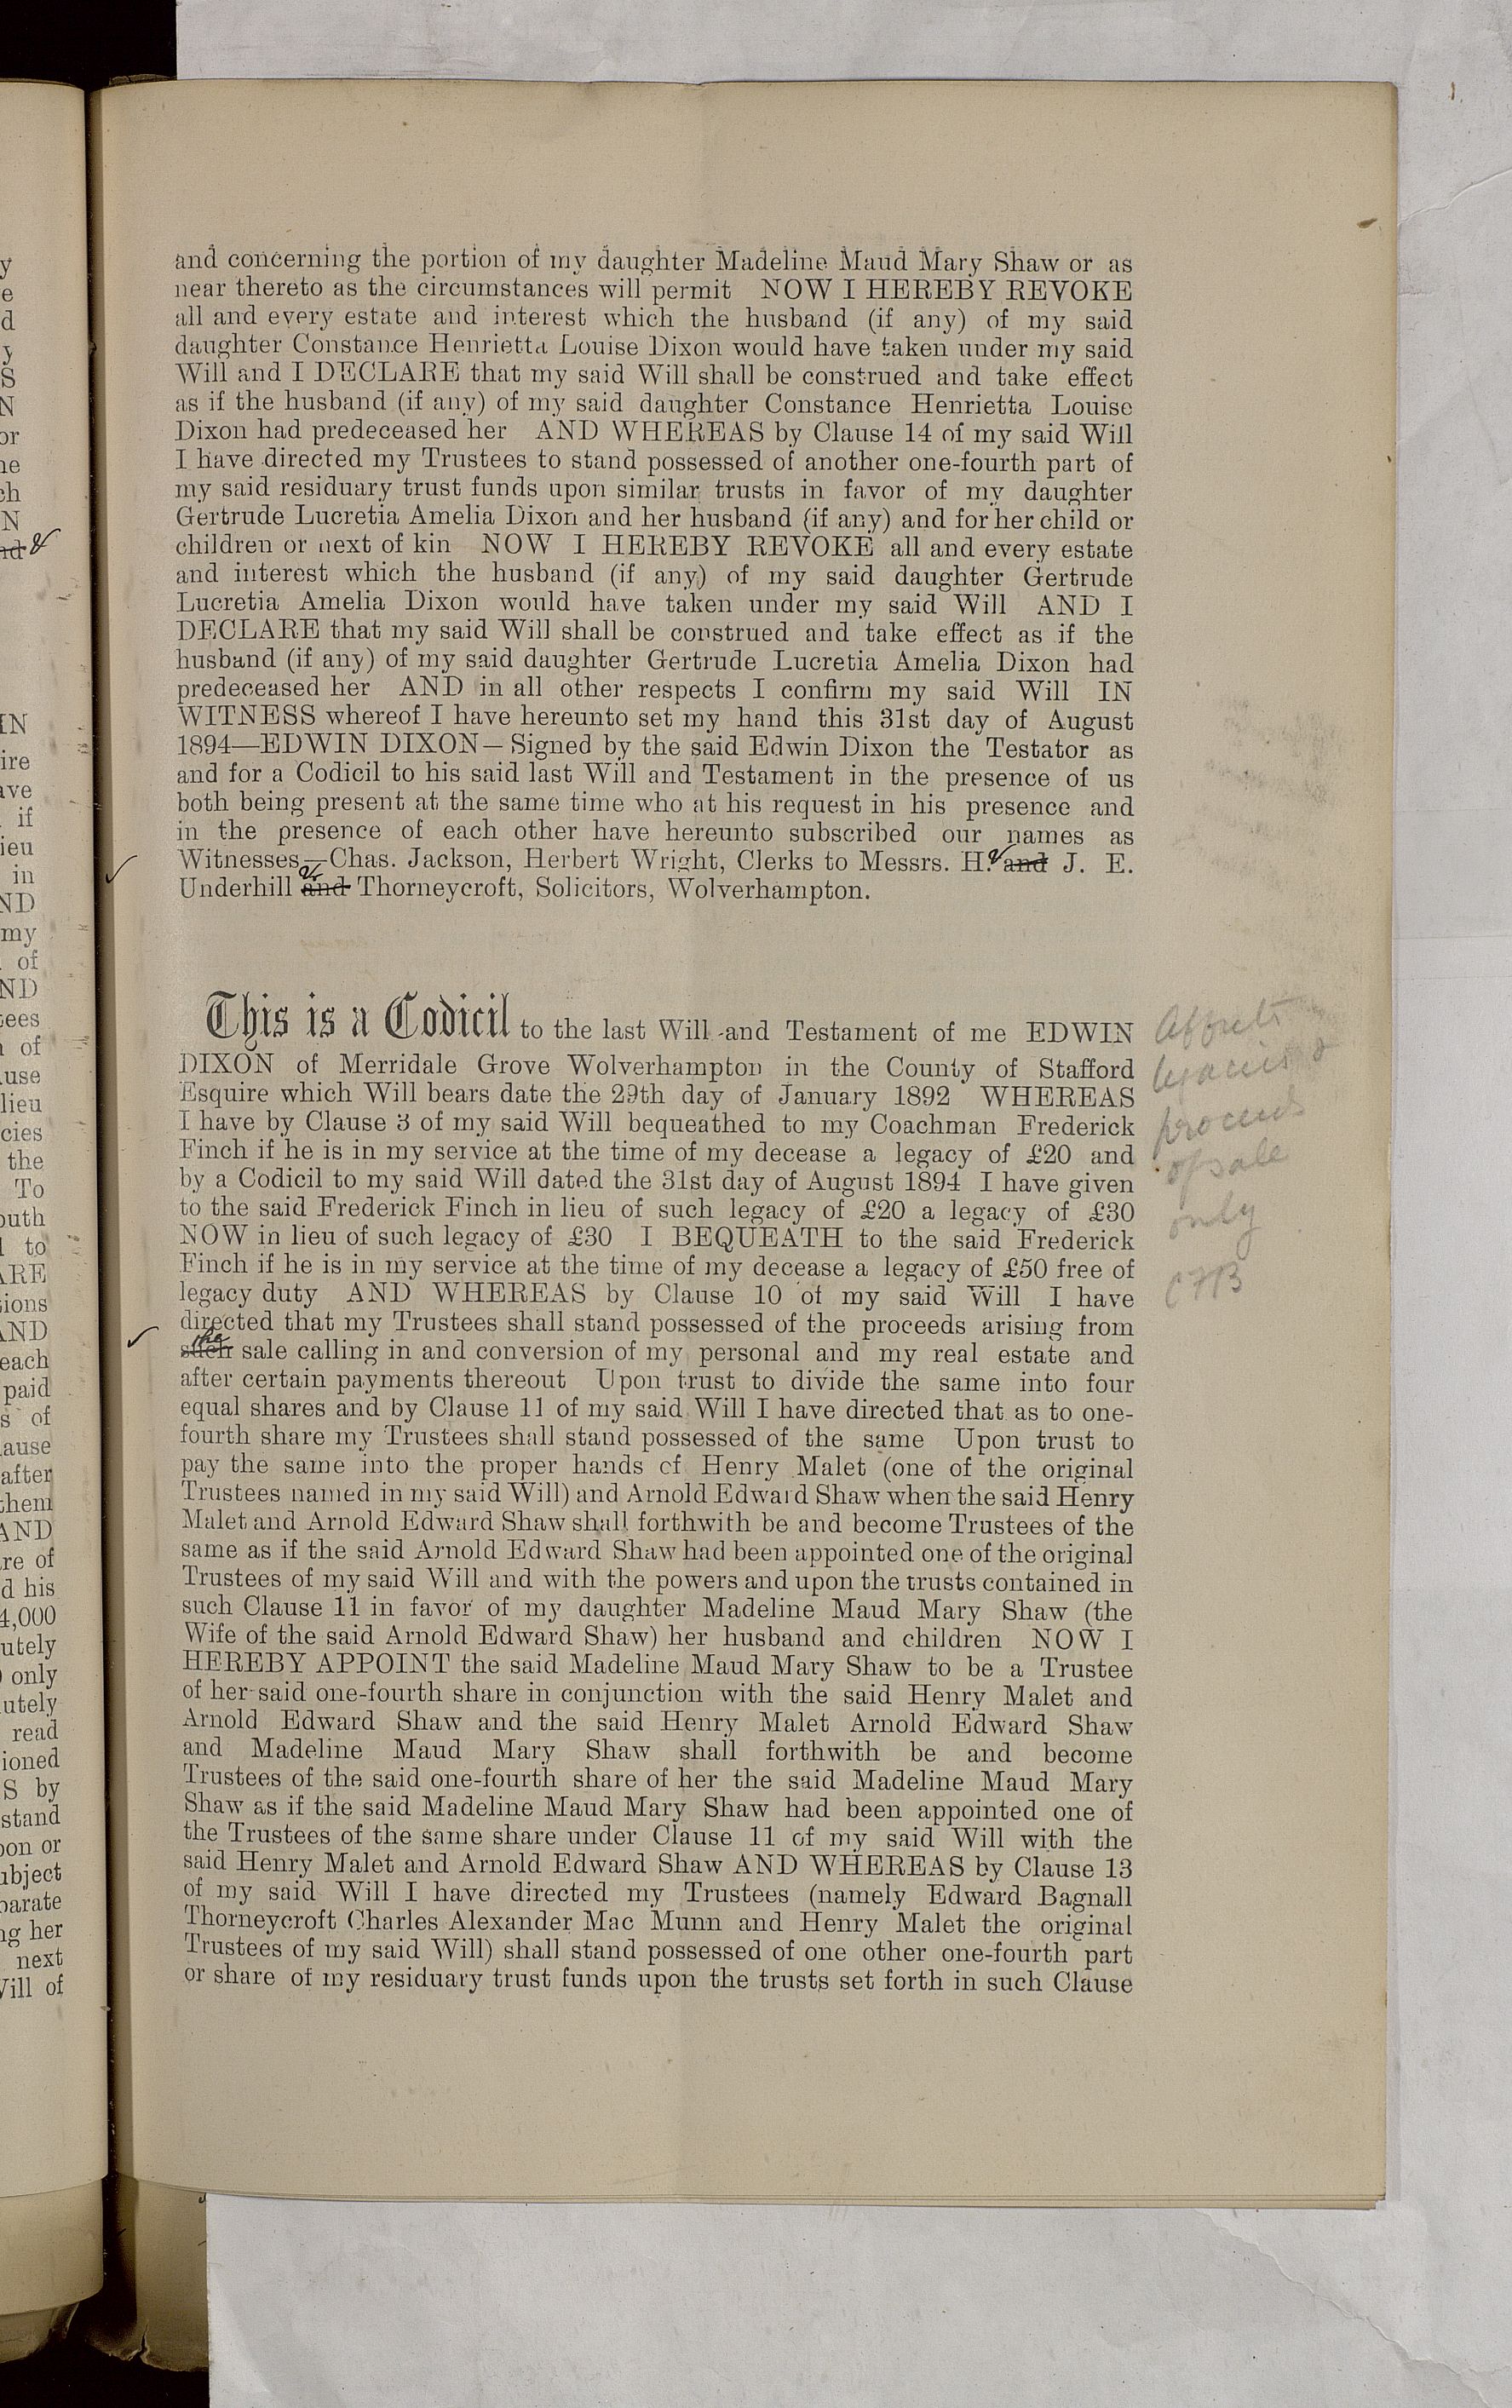 and concerning the portion of my daughter Madeline Maud Mary Shaw or as
near thereto as the circumstances will permit NOW I HEREBY REVOKE
all and every estate and interest which the husband (if any) of my said
daughter Constance Henrietta Louise Dixon would have taken under my said
Will and I DECLARE that my said Will shall be construed and take effect
as if the husband (if any) of my said daughter Constance Henrietta Louise
Dixon had predeceased her AND WHEREAS by Clause 14 of my said Will
I have directed my Trustees to stand possessed of another one-fourth part of
my said residuary trust funds upon similar trusts in favor of my daughter
Gertrude Lucretia Amelia Dixon and her husband (if any) and for her child or
children or next of kin NOW I HEREBY REVOKE all and every estate
and interest which the husband (if any) of my said daughter Gertrude
Lucretia Amelia Dixon would have taken under my said Will AND I
DECLARE that my said Will shall be construed and take effect as if the
husband (if any) of my said daughter Gertrude Lucretia Amelia Dixon had
predeceased her AND in all other respects I confirm my said Will IN
WITNESS whereof I have hereunto set my hand this 31st day of August
1894—EDWIN DIXON—Signed by the said Edwin Dixon the Testator as
and for a Codicil to his said last Will and Testament in the presence of us
both being present at the same time who at his request in his presence and
in the presence of each other have hereunto subscribed our names as
Witnesses—Chas. Jackson, Herbert Wright, Clerks to Messrs. H. & and J. E.
Underhill & and Thorneycroft, Solicitors, Wolverhampton.
This is a Codicil to the last Will and Testament of me EDWIN
DIXON of Merridale Grove Wolverhampton in the County of Stafford
Esquire which Will bears date the 29th day of January 1892 WHEREAS
I have by Clause 3 of my said Will bequeathed to my Coachman Frederick
Finch if he is in my service at the time of my decease a legacy of £20 and
by a Codicil to my said Will dated the 31st day of August 1894 I have given
to the said Frederick Finch in lieu of such legacy of £20 a legacy of £30
NOW in lieu of such legacy of £30 I BEQUEATH to the said Frederick
Finch if he is in my service at the time of my decease a legacy of £50 free of
legacy duty AND WHEREAS by Clause 10 of my said Will I have
directed that my Trustees shall stand possessed of the proceeds arising from
the such sale calling in and conversion of my personal and my real estate and
after certain payments thereout Upon trust to divide the same into four
equal shares and by Clause 11 of my said Will I have directed that as to one-
fourth share my Trustees shall stand possessed of the same Upon trust to
pay the same into the proper hands of Henry Malet (one of the original
Trustees named in my said Will) and Arnold Edward Shaw when the said Henry
Malet and Arnold Edward Shaw shall forthwith be and become Trustees of the
same as if the said Arnold Edward Shaw had been appointed one of the original
Trustees of my said Will and with the powers and upon the trusts contained in
such Clause 11 in favor of my daughter Madeline Maud Mary Shaw (the
Wife of the said Arnold Edward Shaw) her husband and children NOW I
HEREBY APPOINT the said Madeline Maud Mary Shaw to be a Trustee
of her said one-fourth share in conjunction with the said Henry Malet and
Arnold Edward Shaw and the said Henry Malet Arnold Edward Shaw
and Madeline Maud Mary Shaw shall forthwith be and become
Trustees of the said one-fourth share of her the said Madeline Maud Mary
Shaw as if the said Madeline Maud Mary Shaw had been appointed one of
the Trustees of the same share under Clause 11 of my said Will with the
said Henry Malet and Arnold Edward Shaw AND WHEREAS by Clause 13
of my said Will I have directed my Trustees (namely Edward Bagnall
Thorneycroft Charles Alexander Mac Munn and Henry Malet the original
Trustees of my said Will) shall stand possessed of one other one-fourth part
or share of my residuary trust funds upon the trusts set forth in such Clause
Affects
legacies &
proceeds
of sale
only